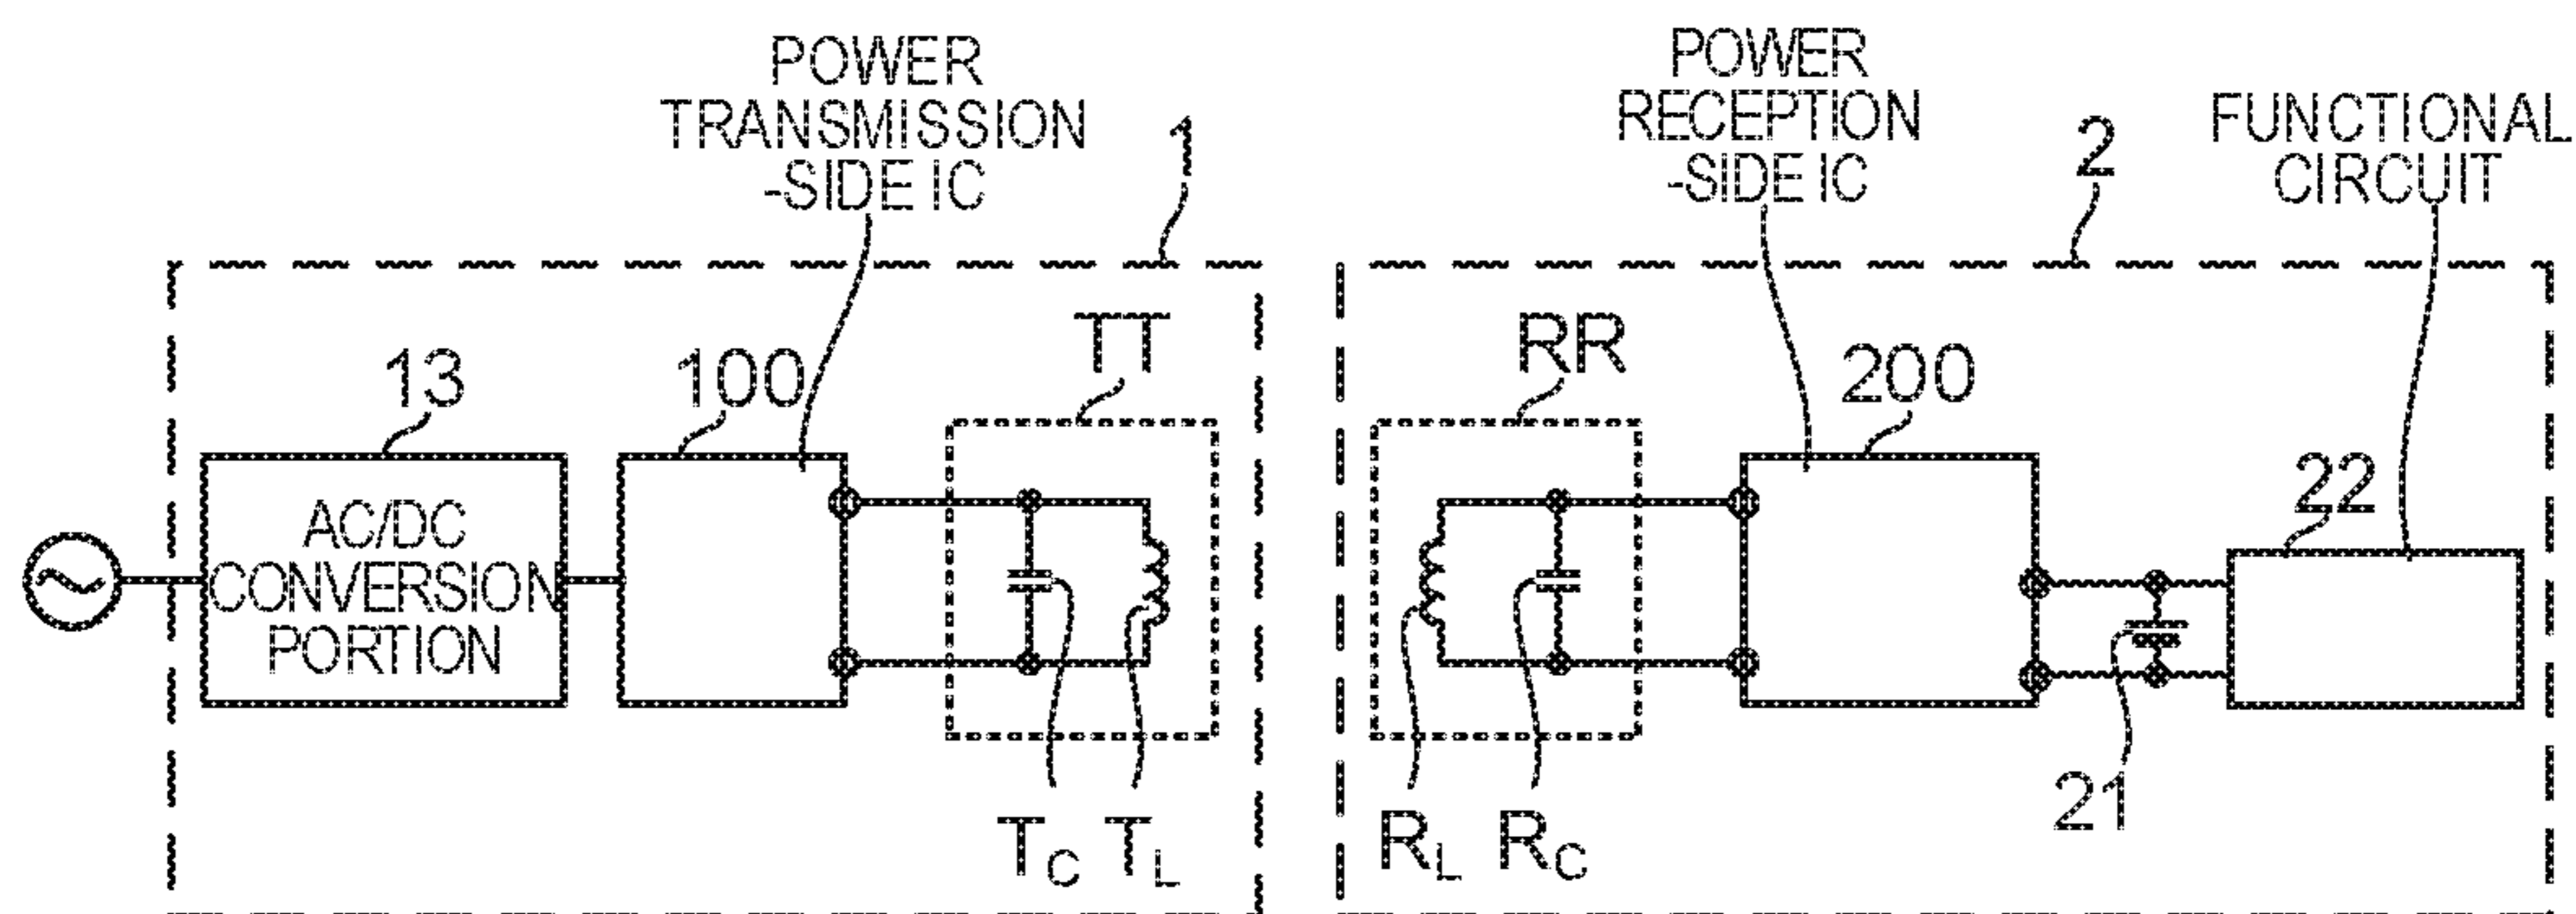 POWER
TRANSMISSION
-SIDE IC
1
POWER
RECEPTION
-SIDE IC
2
FUNCTIONAL
CIRCUIT
13
100
TT
RR
200
22
AC/DC
CONVERSION
PORTION
21
TC
TL
RL
RC